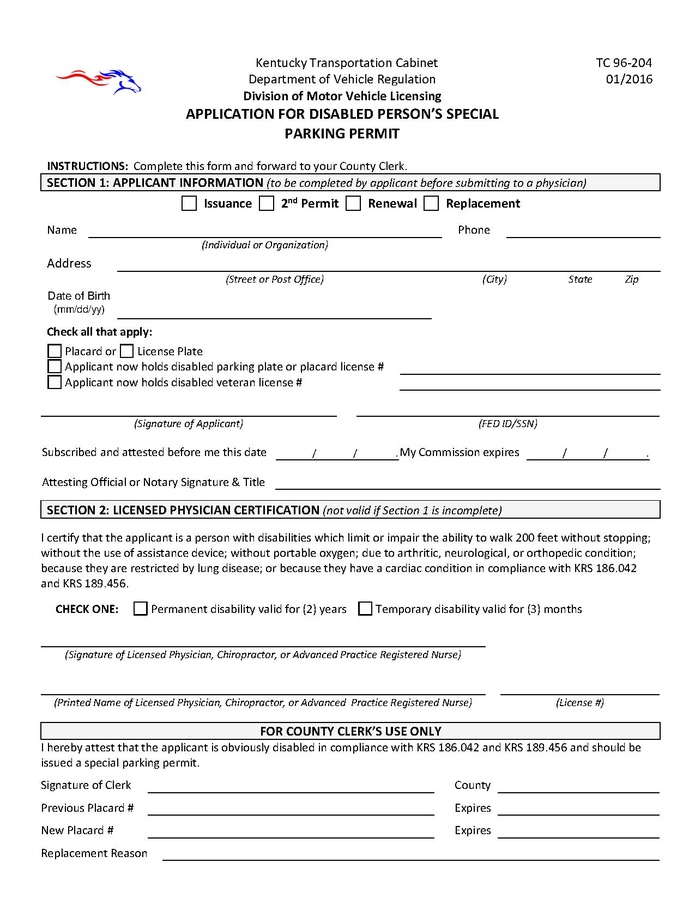 Kentucky Transportation Cabinet
TC 96-204
Department of Vehicle Regulation
01/2016
Division of Motor Vehicle Licensing
APPLICATION FOR DISABLED PERSON'S SPECIAL
PARKING PERMIT
INSTRUCTIONS: Complete this form and forward to your County Clerk.
SECTION 1: APPLICANT INFORMATION (to be completed by applicant before submitting to a physician)
Issuance 2nd Permit Renewal Replacement
Name Phone
(Individual or Organization)
Address
(Street or Post Office) (City) State Zip
Date of Birth
(mm/dd/yy)
Check all that apply:
Placard or License Plate
Applicant now holds disabled parking plate or placard license #
Applicant now holds disabled veteran license #
(Signature of Applicant) (FED ID/SSN)
Subscribed and attested before me this date / / . My Commission expires / / .
Attesting Official or Notary Signature & Title
SECTION 2: LICENSED PHYSICIAN CERTIFICATION (not valid if Section 1 is incomplete)
I certify that the applicant is a person with disabilities which limit or impair the ability to walk 200 feet without stopping;
without the use of assistance device; without portable oxygen; due to arthritic, neurological, or orthopedic condition;
because they are restricted by lung disease; or because they have a cardiac condition in compliance with KRS 186.042
and KRS 189.456.
CHECK ONE: Permanent disability valid for (2) years Temporary disability valid for (3) months
(Signature of Licensed Physician, Chiropractor, or Advanced Practice Registered Nurse)
(Printed Name of Licensed Physician, Chiropractor, or Advanced Practice Registered Nurse) (License #)
FOR COUNTY CLERK'S USE ONLY
I hereby attest that the applicant is obviously disabled in compliance with KRS 186.042 and KRS 189.456 and should be
issued a special parking permit.
Signature of Clerk County
Previous Placard # Expires
New Placard # Expires
Replacement Reason